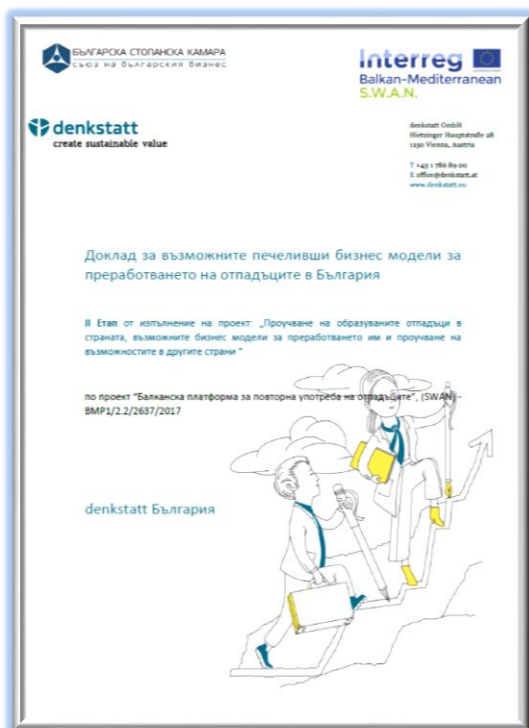 БЪЛГАРСКА СТОПАНСКА КАМАРА
СЪЮЗ НА БЪЛГАРСКИЯ БИЗНЕС
Interreg
Balkan-Mediterranean
S.W.A.N.
denkstatt
create sustainable value
denkstatt GmbH
Hietzinger Hauptstraße 28
1130 Vienna, Austria
T +43 1 786 89 00
E office@denkstatt.at
www.denkstatt.eu
Доклад за възможните печеливши бизнес модели за
преработването на отпадъците в България
II Етап от изпълнение на проект: „Проучване на образуваните отпадъци в
страната, възможните бизнес модели за преработването им и проучване на
възможностите в другите страни "
по проект "Балканска платформа за повторна употреба на отпадъците", (SWAN) -
BMP1/2.2/2637/2017
denkstatt България